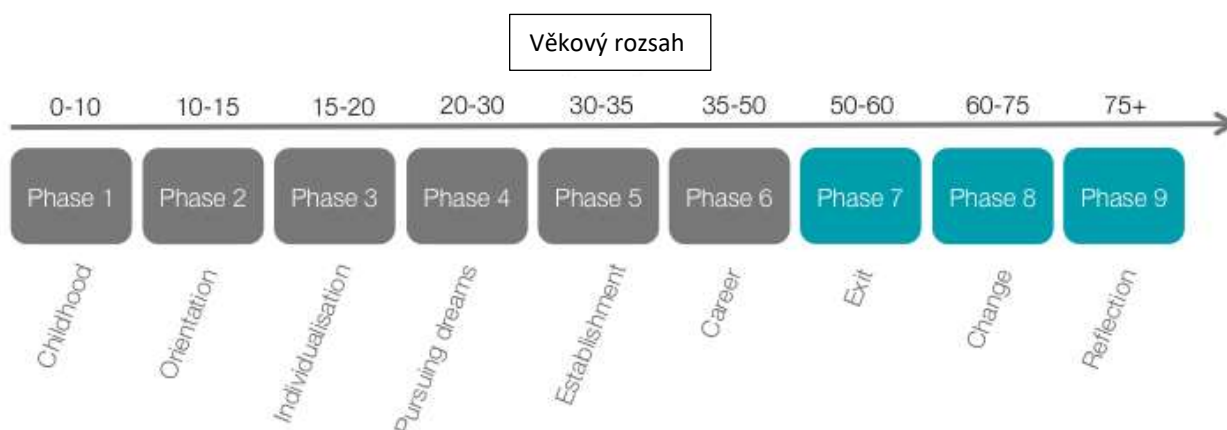 Věkový rozsah
0-10 10-15 15-20 20-30 30-35 35-50 50-60 60-75 75+
Phase 1 Phase 2 Phase 3 Phase 4 Phase 5 Phase 6 Phase 7 Phase 8 Phase 9
Childhood
Orientation
Individualisation
Pursuing dreams
Establishment
Career
Exit
Change
Reflection